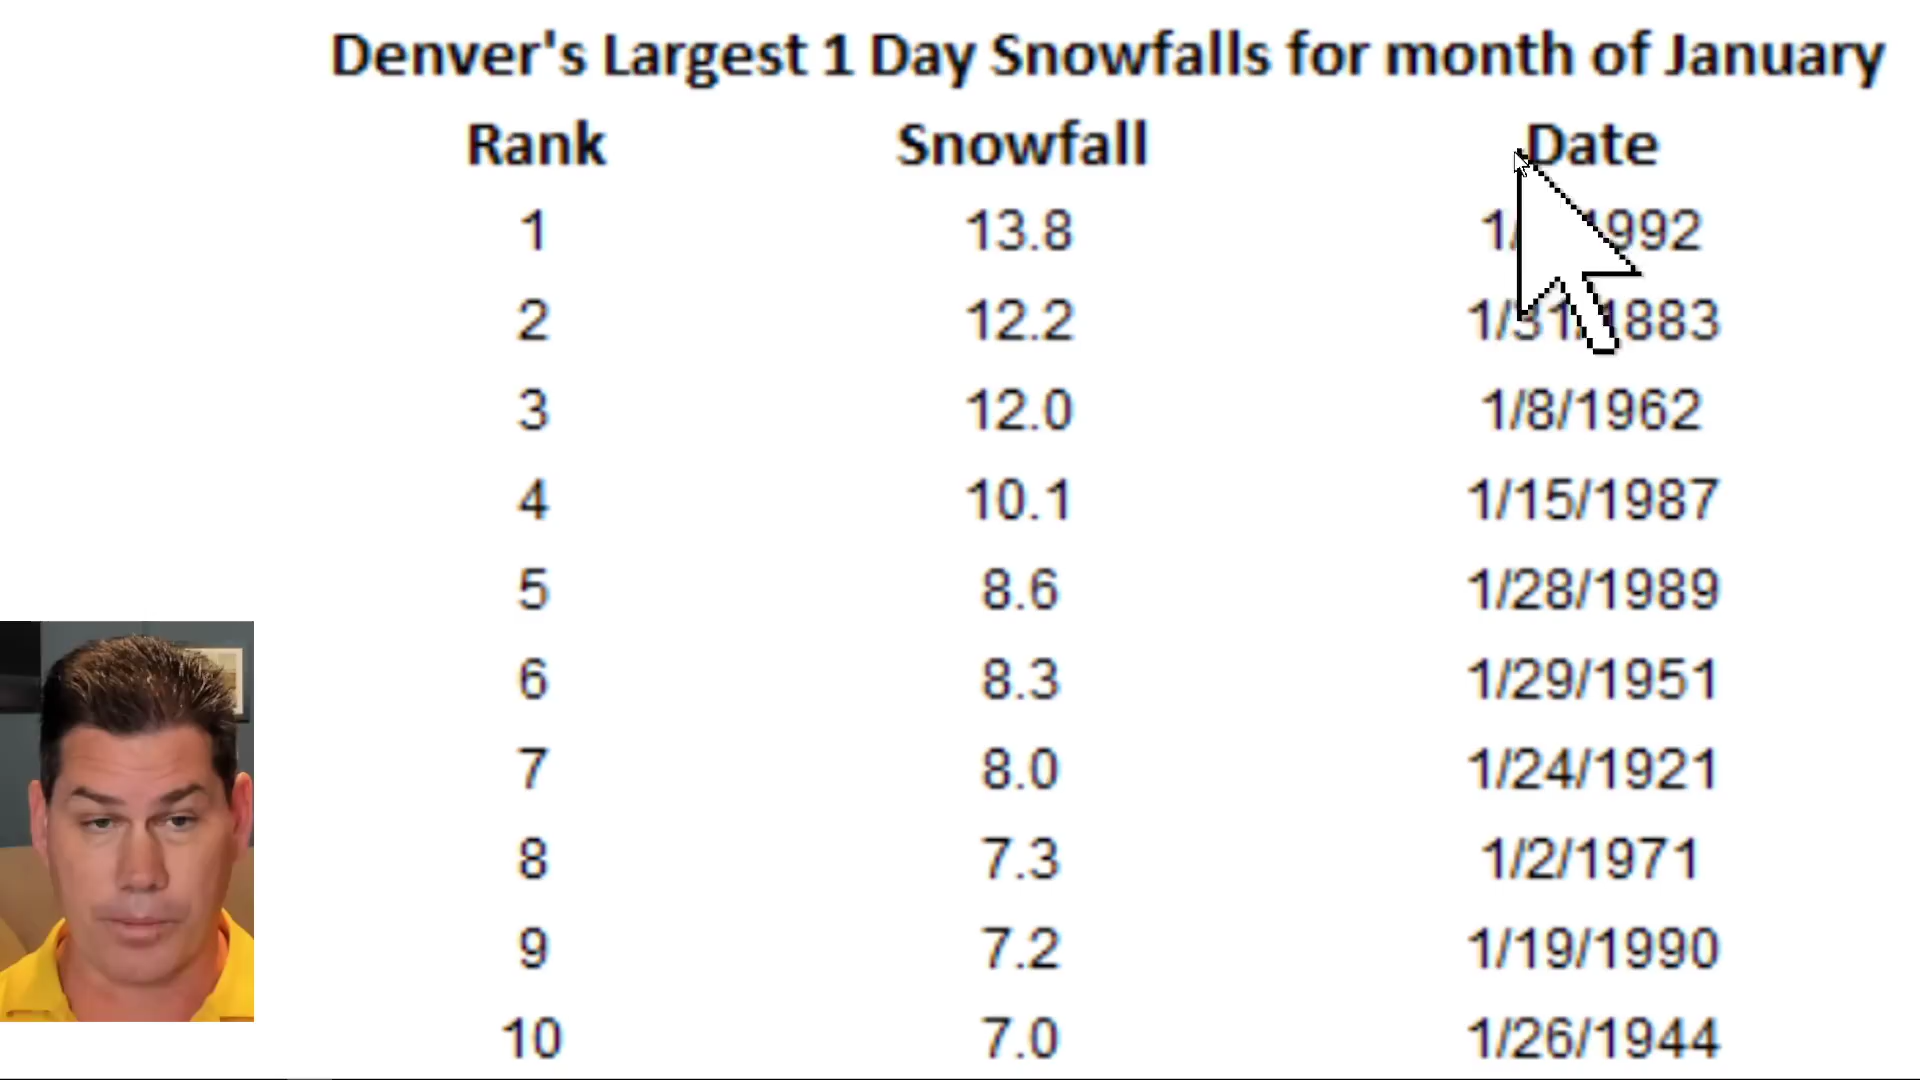 Denver's Largest 1 Day Snowfalls for month of January
Rank Snowfall Date
1 13.8
2 12.2 1/31/1883
3 12.0 1/8/1962
4 10.1 1/15/1987
5 8.6 1/28/1989
6 8.3 1/29/1951
7 8.0 1/24/1921
8 7.3 1/2/1971
9 7.2 1/19/1990
10 7.0 1/26/1944